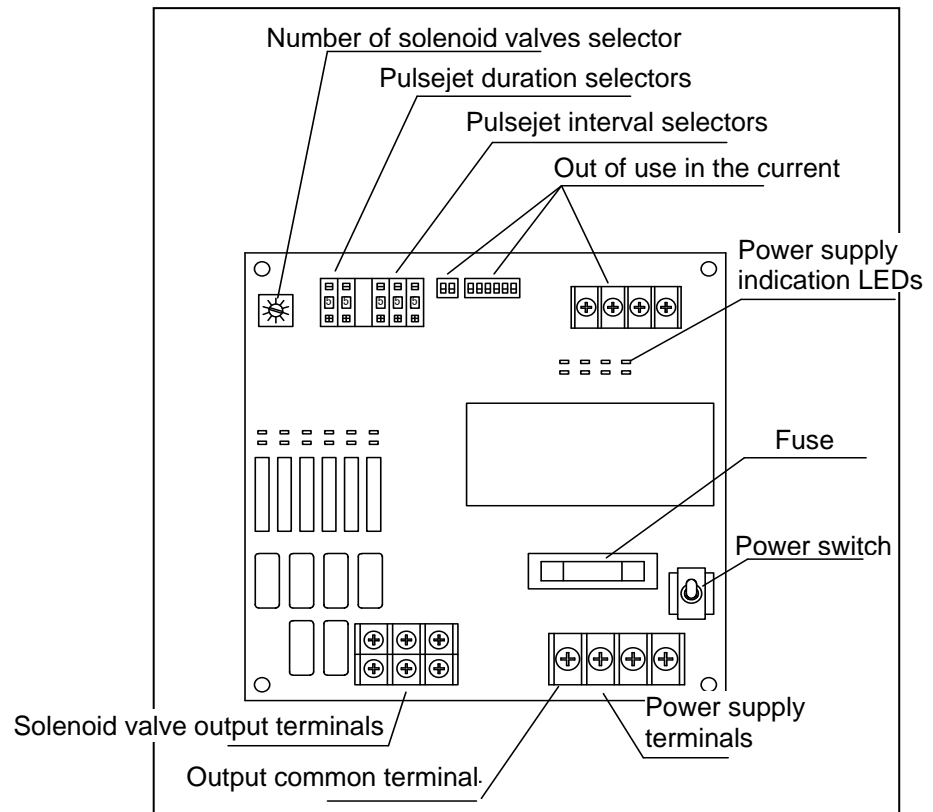 Number of solenoid valves selector
Pulsejet duration selectors
Pulsejet interval selectors
Out of use in the current
Power supply
indication LEDs
Fuse
Power switch
Solenoid valve output terminals
Power supply
terminals
Output common terminal.